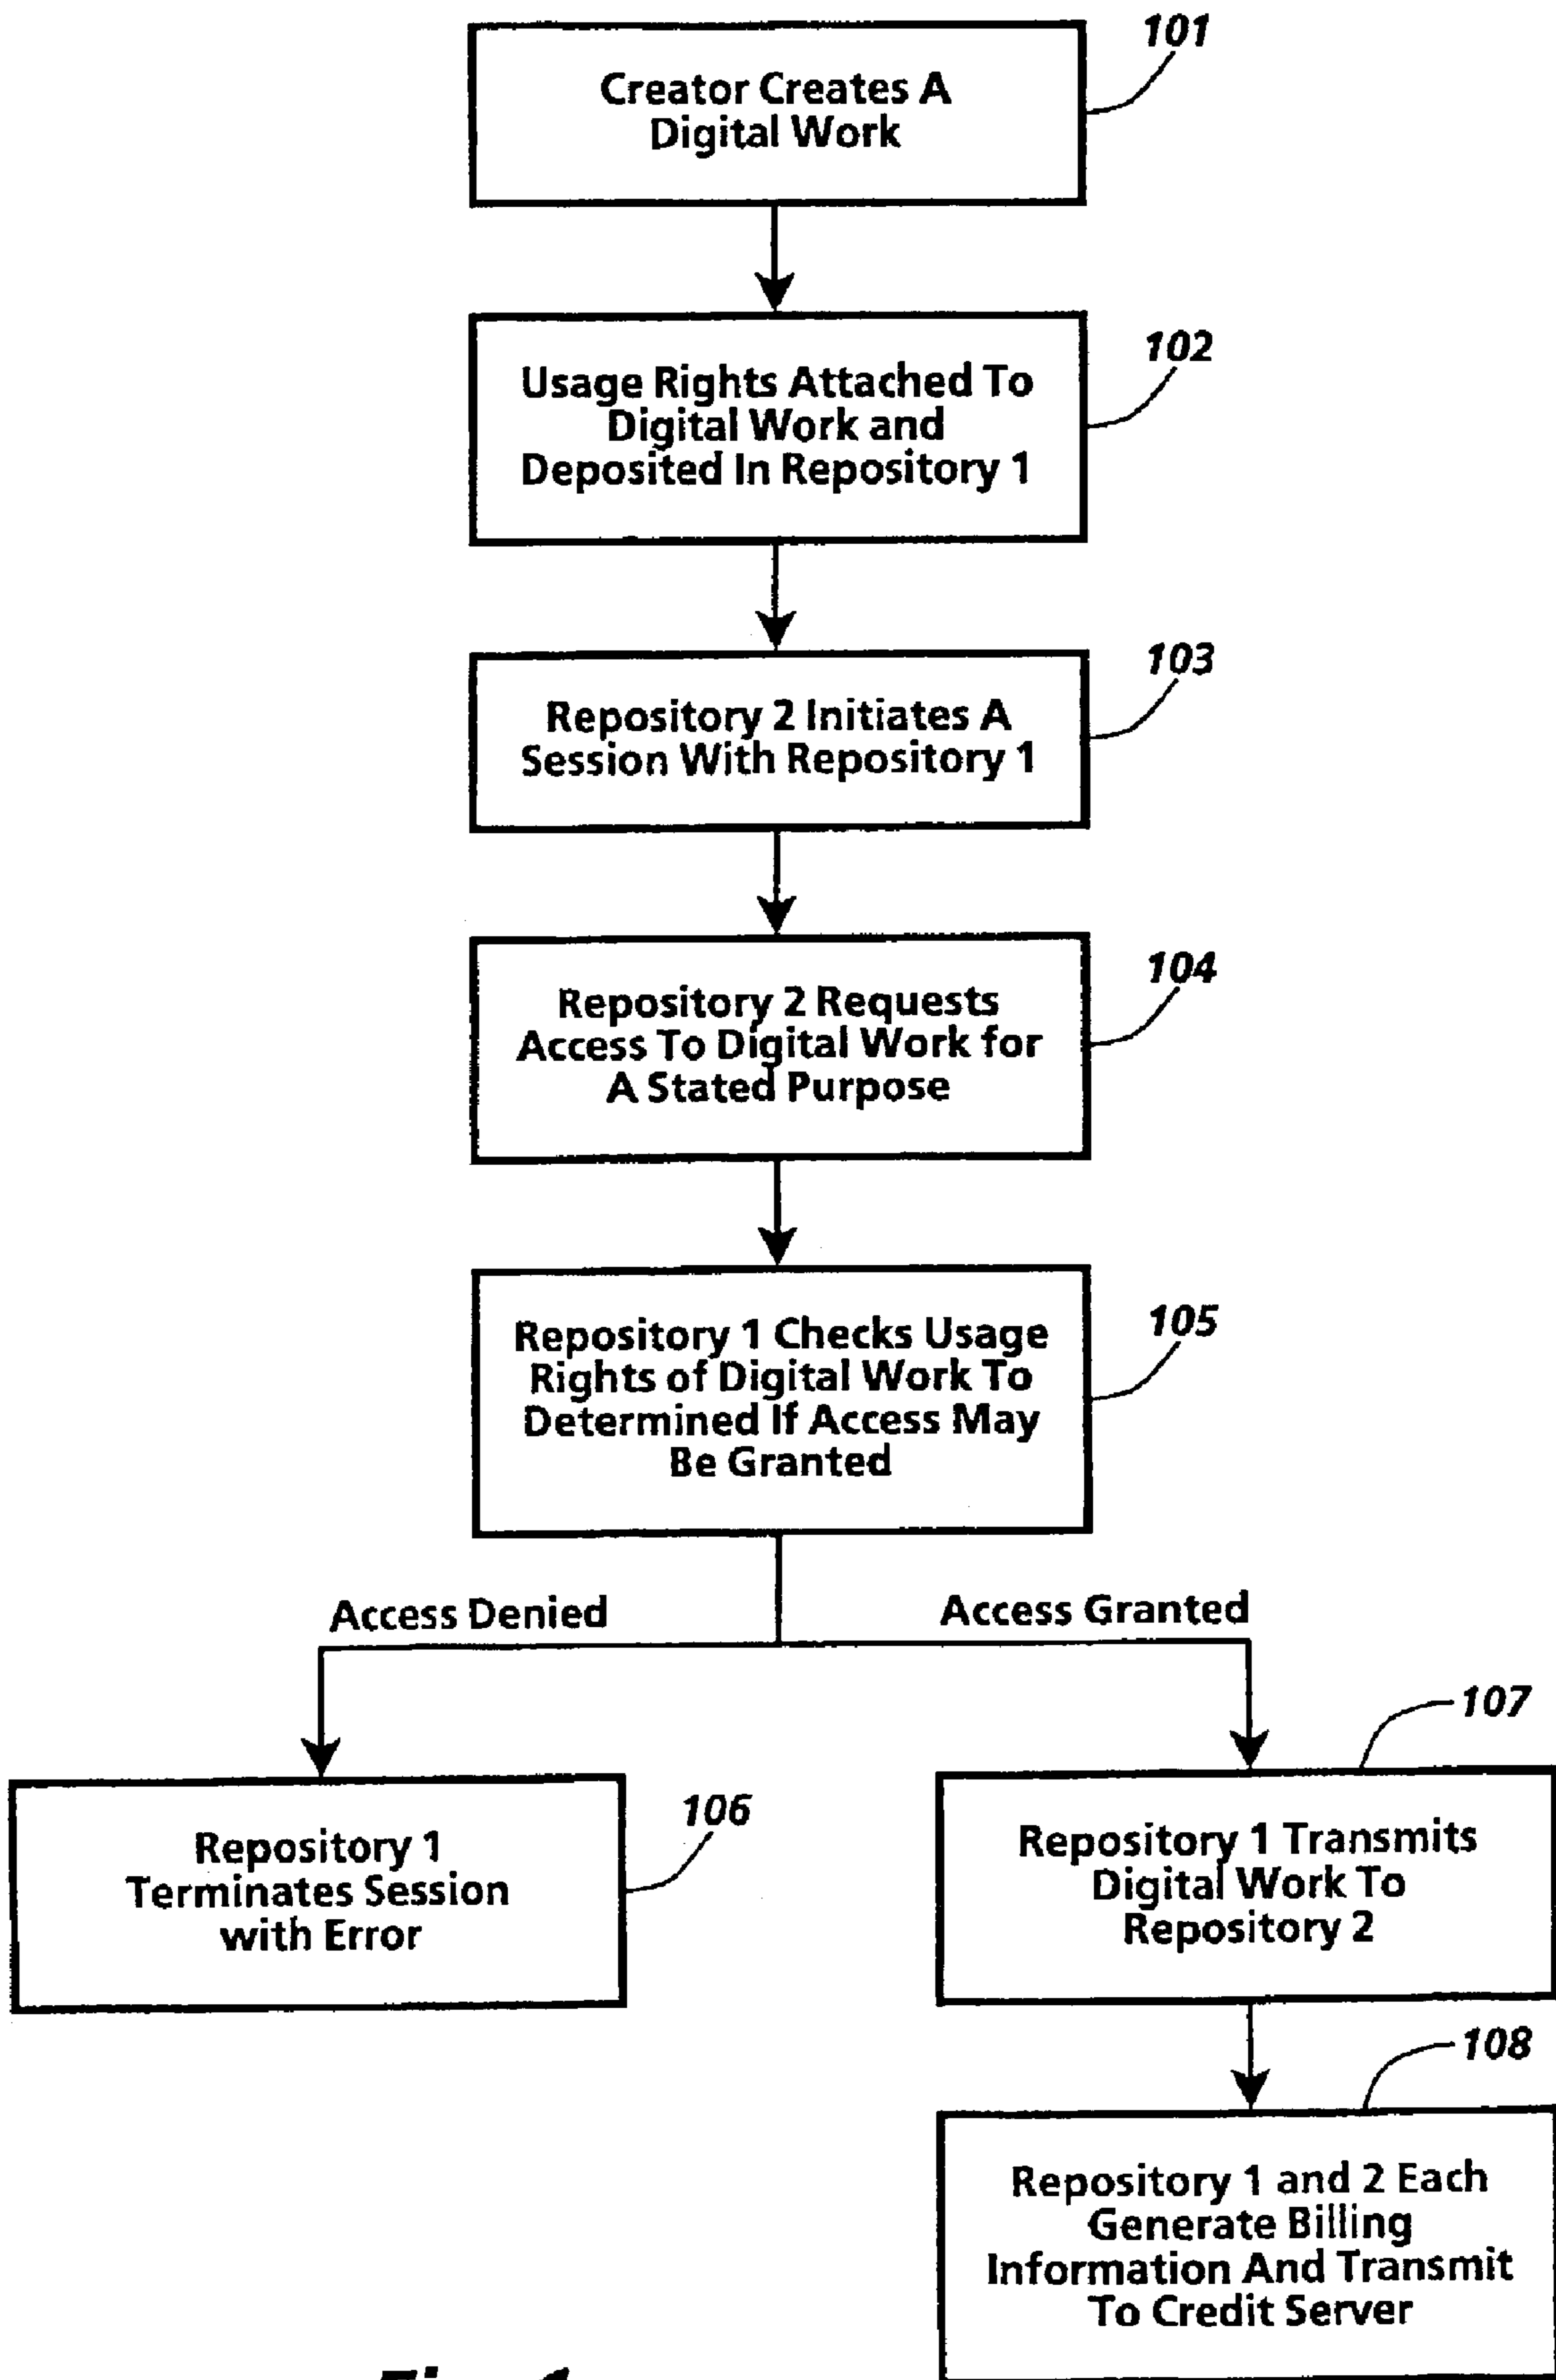 101
Creator Creates A
Digital Work
102
Usage Rights Attached To
Digital Work and
Deposited In Repository 1
103
Repository 2 Initiates A
Session With Repository 1
104
Repository 2 Requests
Access To Digital Work for
A Stated Purpose
105
Repository 1 Checks Usage
Rights of Digital Work To
Determined If Access May
Be Granted
Access Denied
Access Granted
106
Repository 1
Terminates Session
with Error
107
Repository 1 Transmits
Digital Work To
Repository 2
108
Repository 1 and 2 Each
Generate Billing
Information And Transmit
To Credit Server